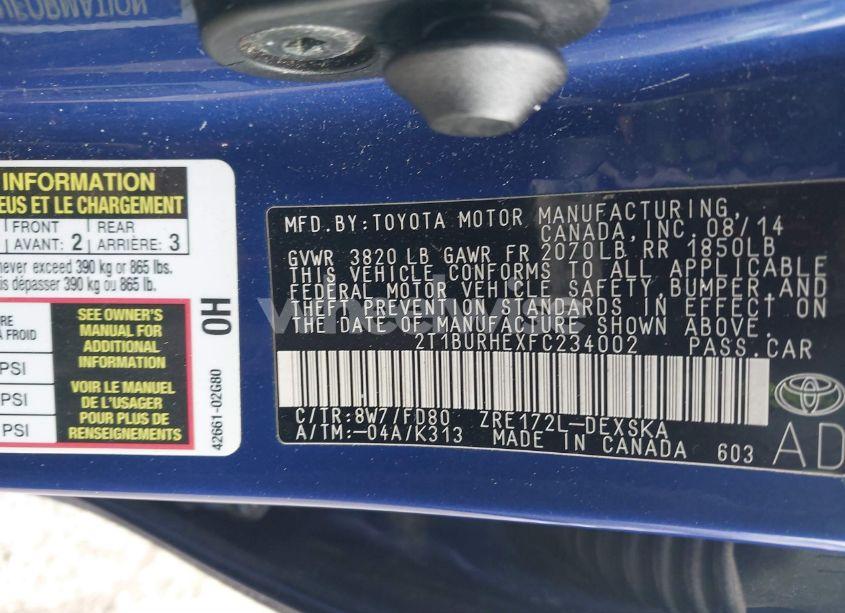 INFORMATION
INFORMATION
EUS ET LE CHARGEMENT
FRONT REAR
AVANT: 2 ARRIÈRE: 3
never exceed 390 kg or 865 lbs.
is dépasser 390 kg ou 865 lb.
RE
A FROID
PSI
PSI
PSI
SEE OWNER'S
MANUAL FOR
ADDITIONAL
INFORMATION
VOIR LE MANUEL
DE L'USAGER
POUR PLUS DE
RENSEIGNEMENTS
0H
42661-02G80
MFD.BY:TOYOTA MOTOR MANUFACTURING,
CANADA, INC. 08/14
GVWR 3820 LB GAWR FR 2070LB RR 1850LB
THIS VEHICLE CONFORMS TO ALL APPLICABLE
FEDERAL MOTOR VEHICLE SAFETY, BUMPER, AND
THEFT PREVENTION STANDARDS IN EFFECT ON
THE DATE OF MANUFACTURE SHOWN ABOVE.
2T1BURHEXFC234002 PASS.CAR
C/TR:8W7/FD80 ZRE172L-DEXSKA
A/TM:-04A/K313 MADE IN CANADA 603
AD